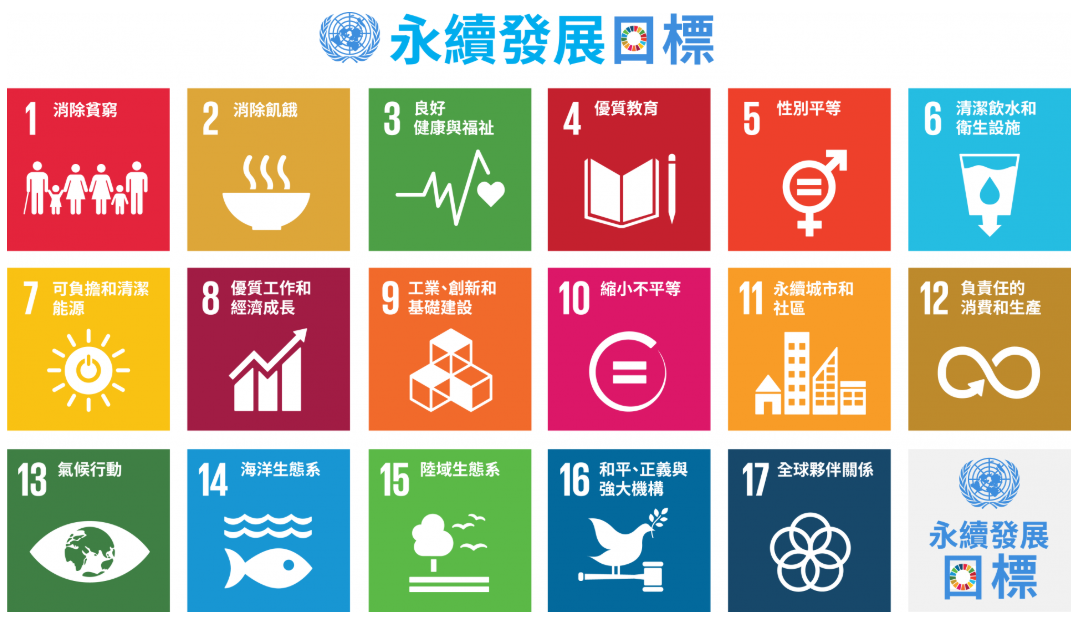 永續發展目標
1 消除貧窮
2 消除飢餓
3 良好
健康與福祉
4 優質教育
5 性別平等
6 清潔飲水和
衛生設施
7 可負擔和清潔
能源
8 優質工作和
經濟成長
9 工業、創新和
基礎建設
10 縮小不平等
11 永續城市和
社區
12 負責任的
消費和生產
13 氣候行動
14 海洋生態系
15 陸域生態系
16 和平、正義與
強大機構
17 全球夥伴關係
永續發展
目標